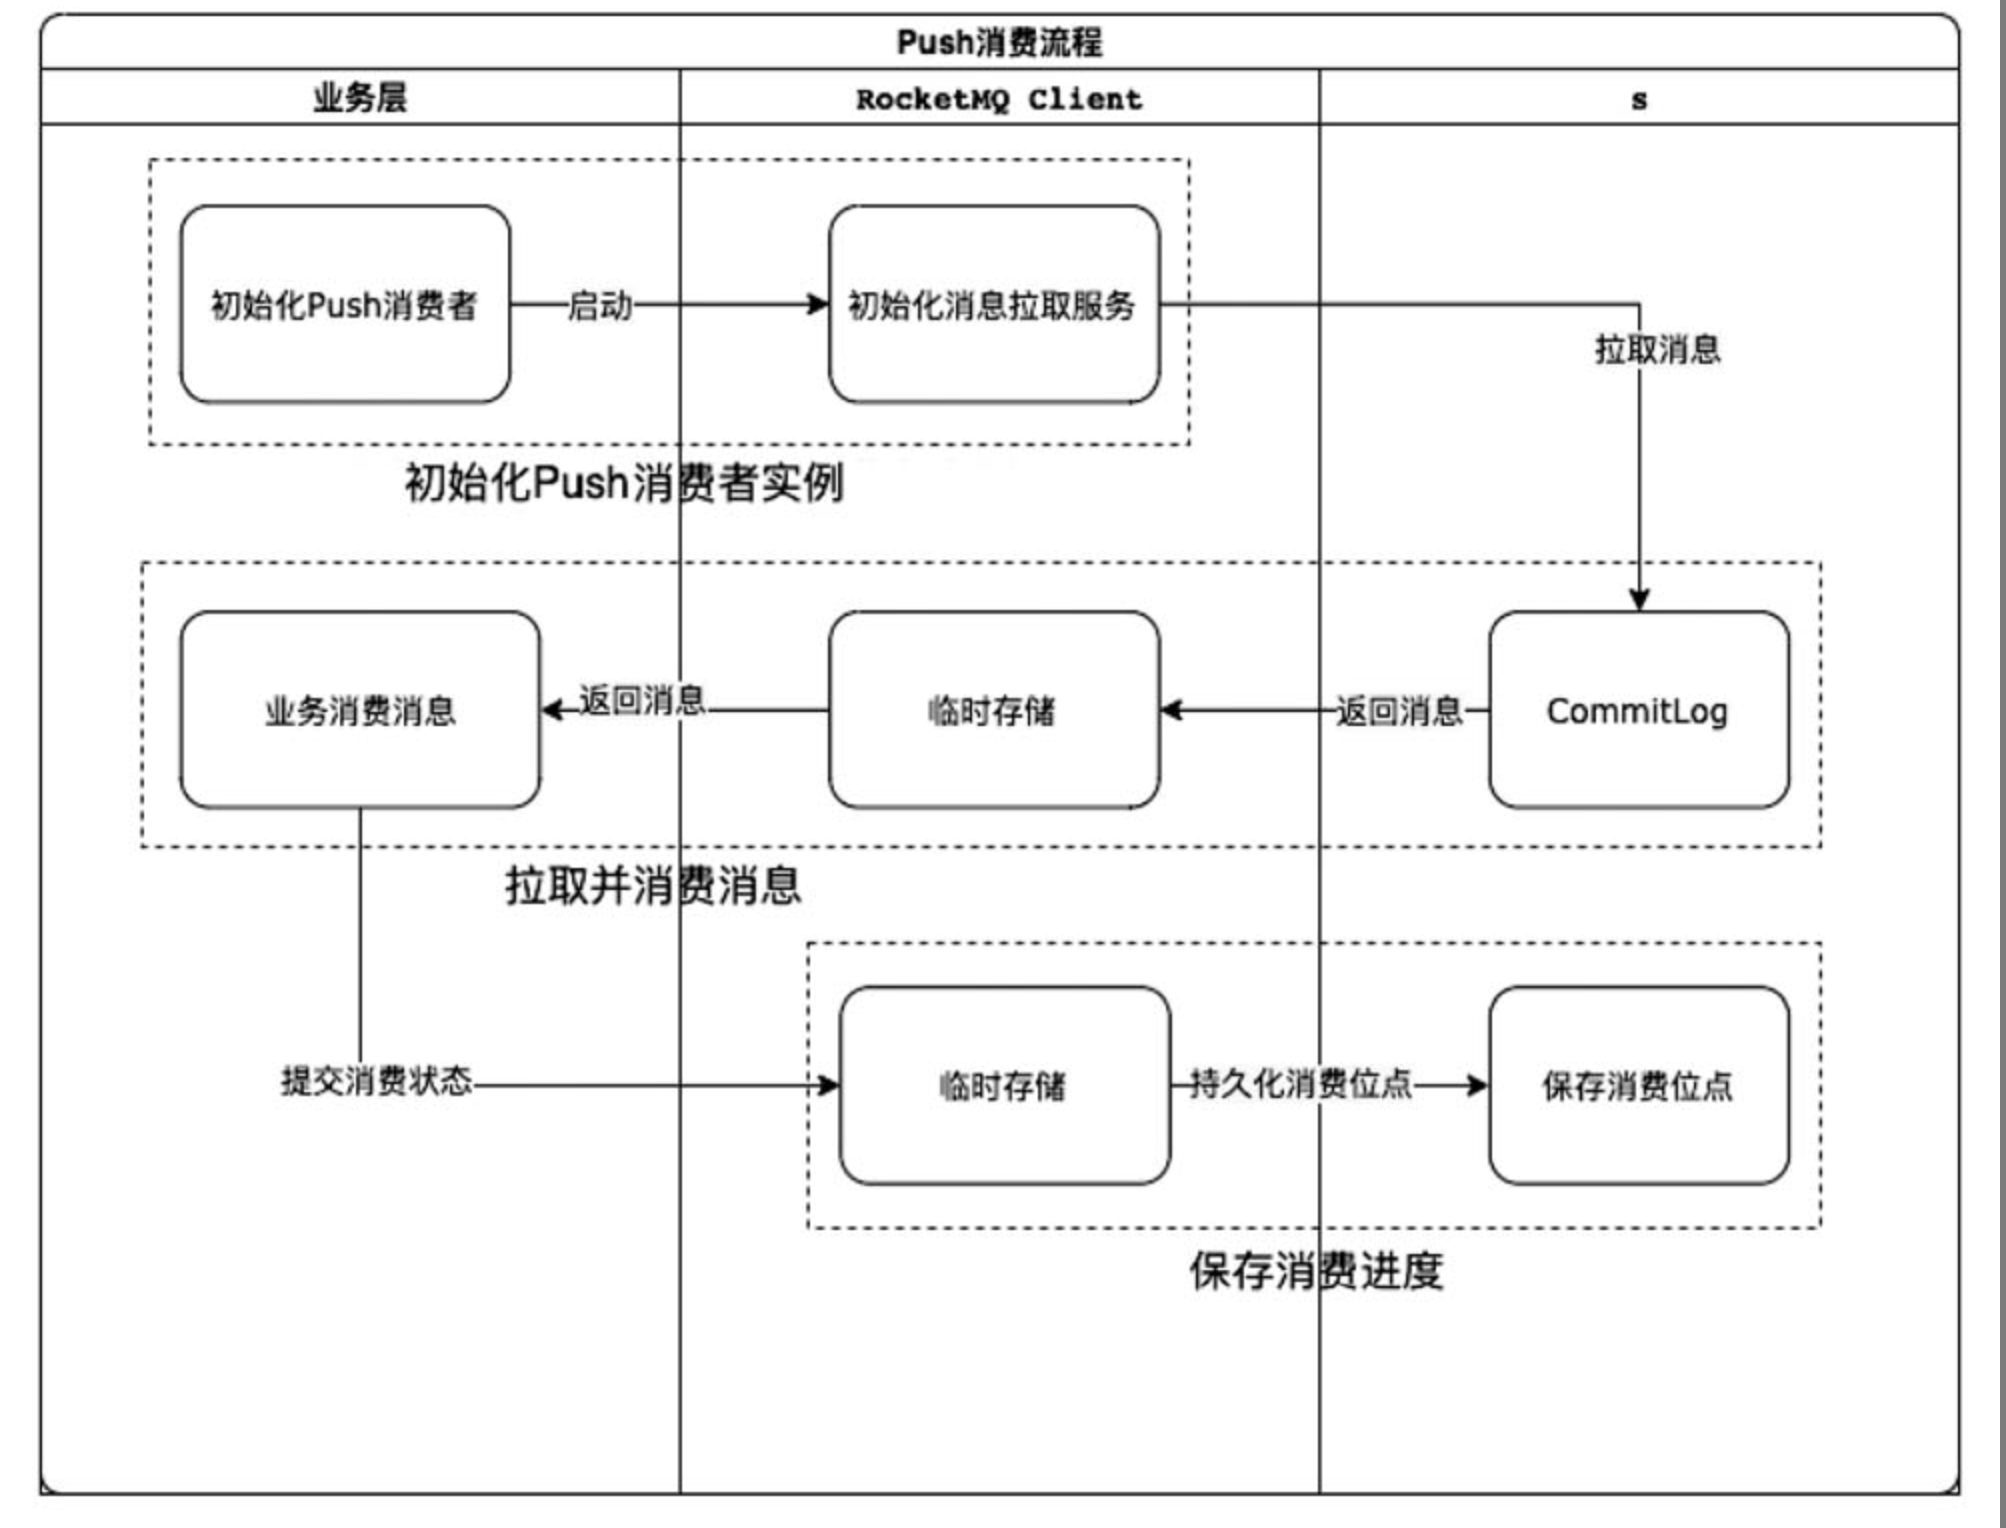 Push消费流程
业务层
RocketMQ Client
s
初始化Push消费者
启动
初始化消息拉取服务
拉取消息
初始化Push消费者实例
业务消费消息
返回消息
临时存储
返回消息
CommitLog
拉取并消费消息
提交消费状态
临时存储
持久化消费位点
保存消费位点
保存消费进度